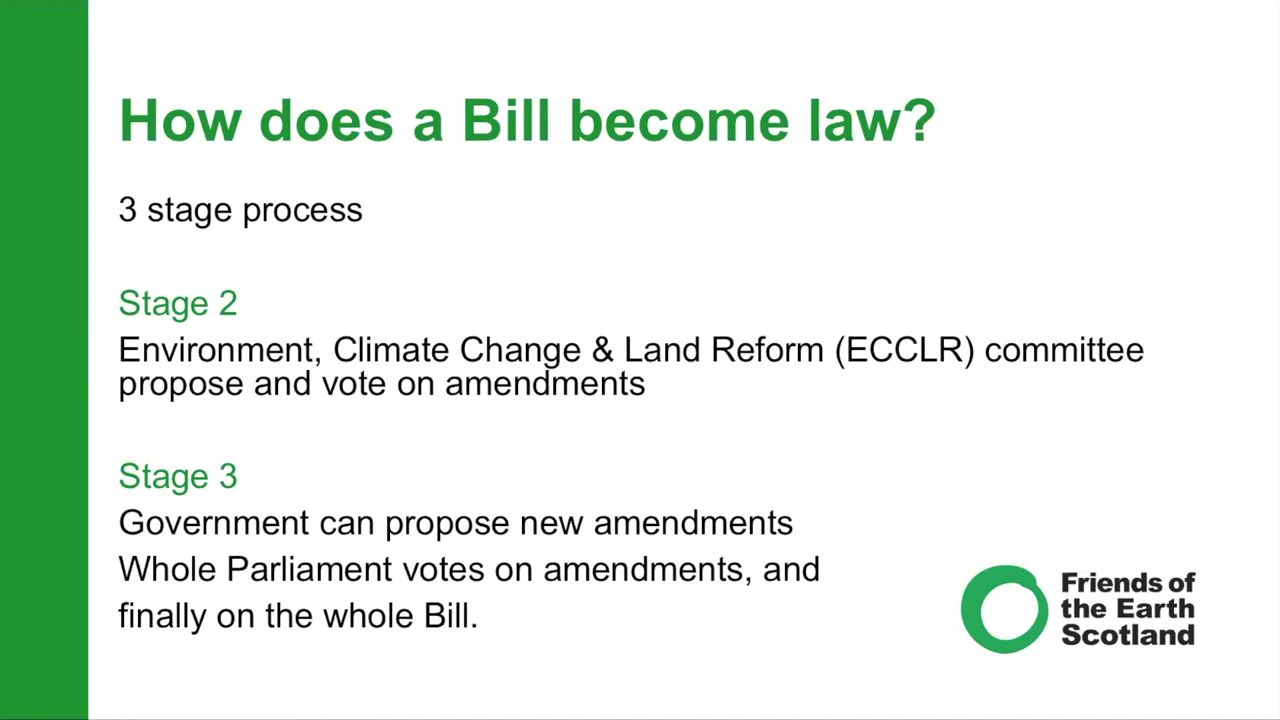 How does a Bill become law?
3 stage process
Stage 2
Environment, Climate Change & Land Reform (ECCLR) committee
propose and vote on amendments
Stage 3
Government can propose new amendments
Whole Parliament votes on amendments, and
finally on the whole Bill.
Friends of
the Earth
Scotland